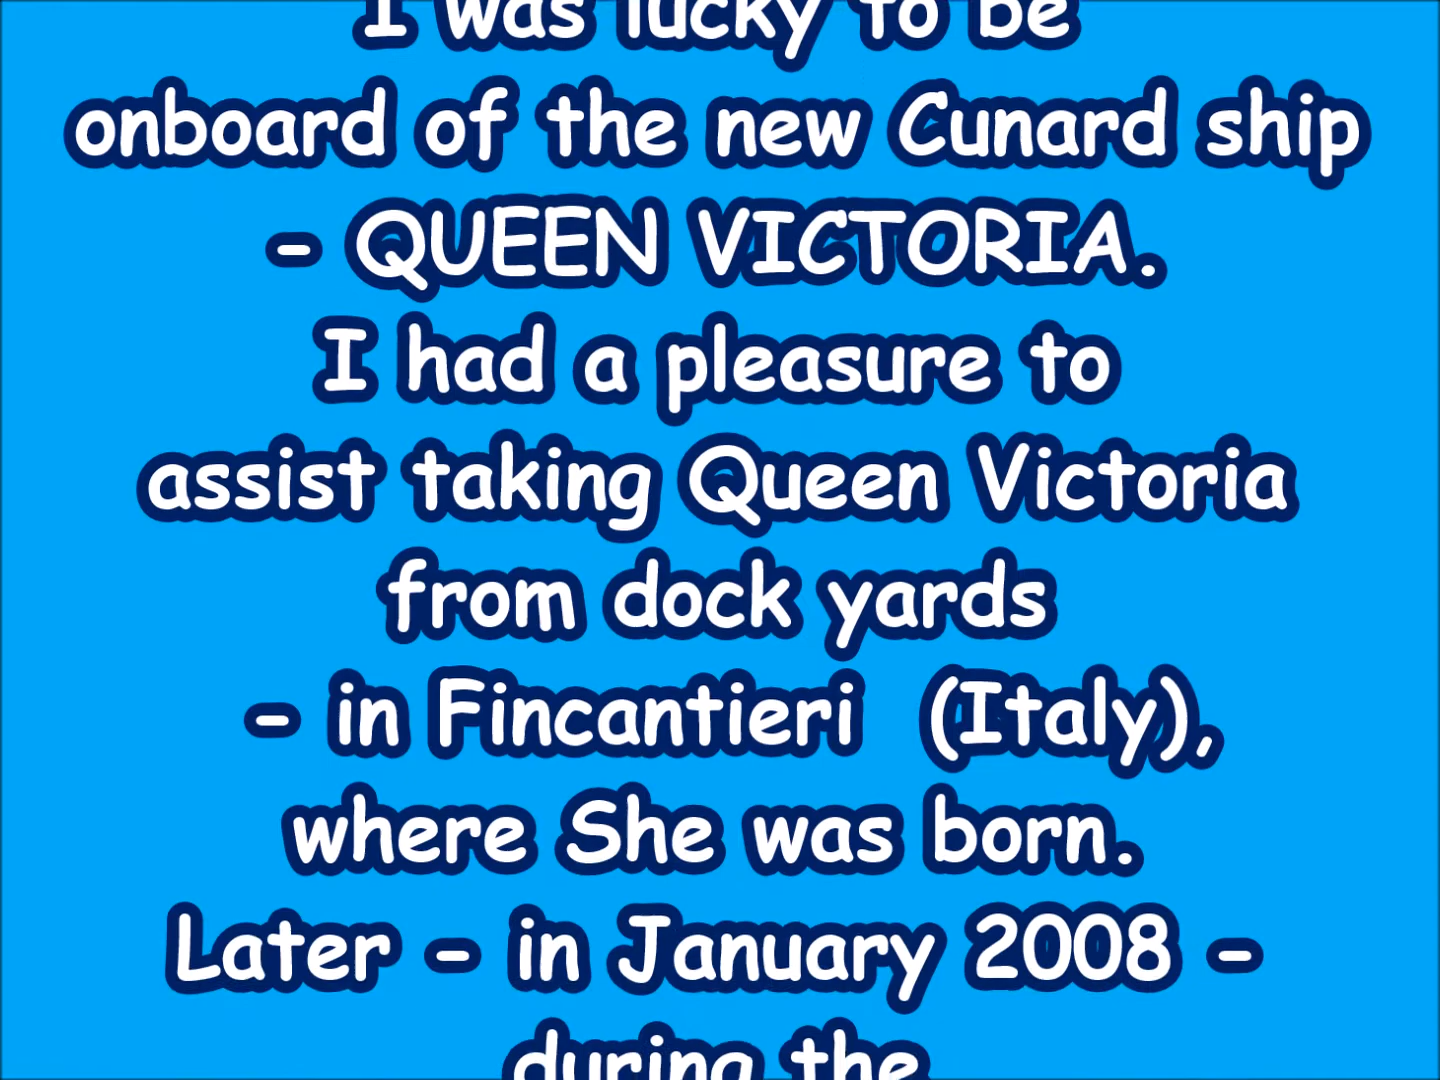 I was lucky to be
onboard of the new Cunard ship
- QUEEN VICTORIA.
I had a pleasure to
assist taking Queen Victoria
from dock yards
- in Fincantieri (Italy),
where She was born.
Later - in January 2008 -
during the